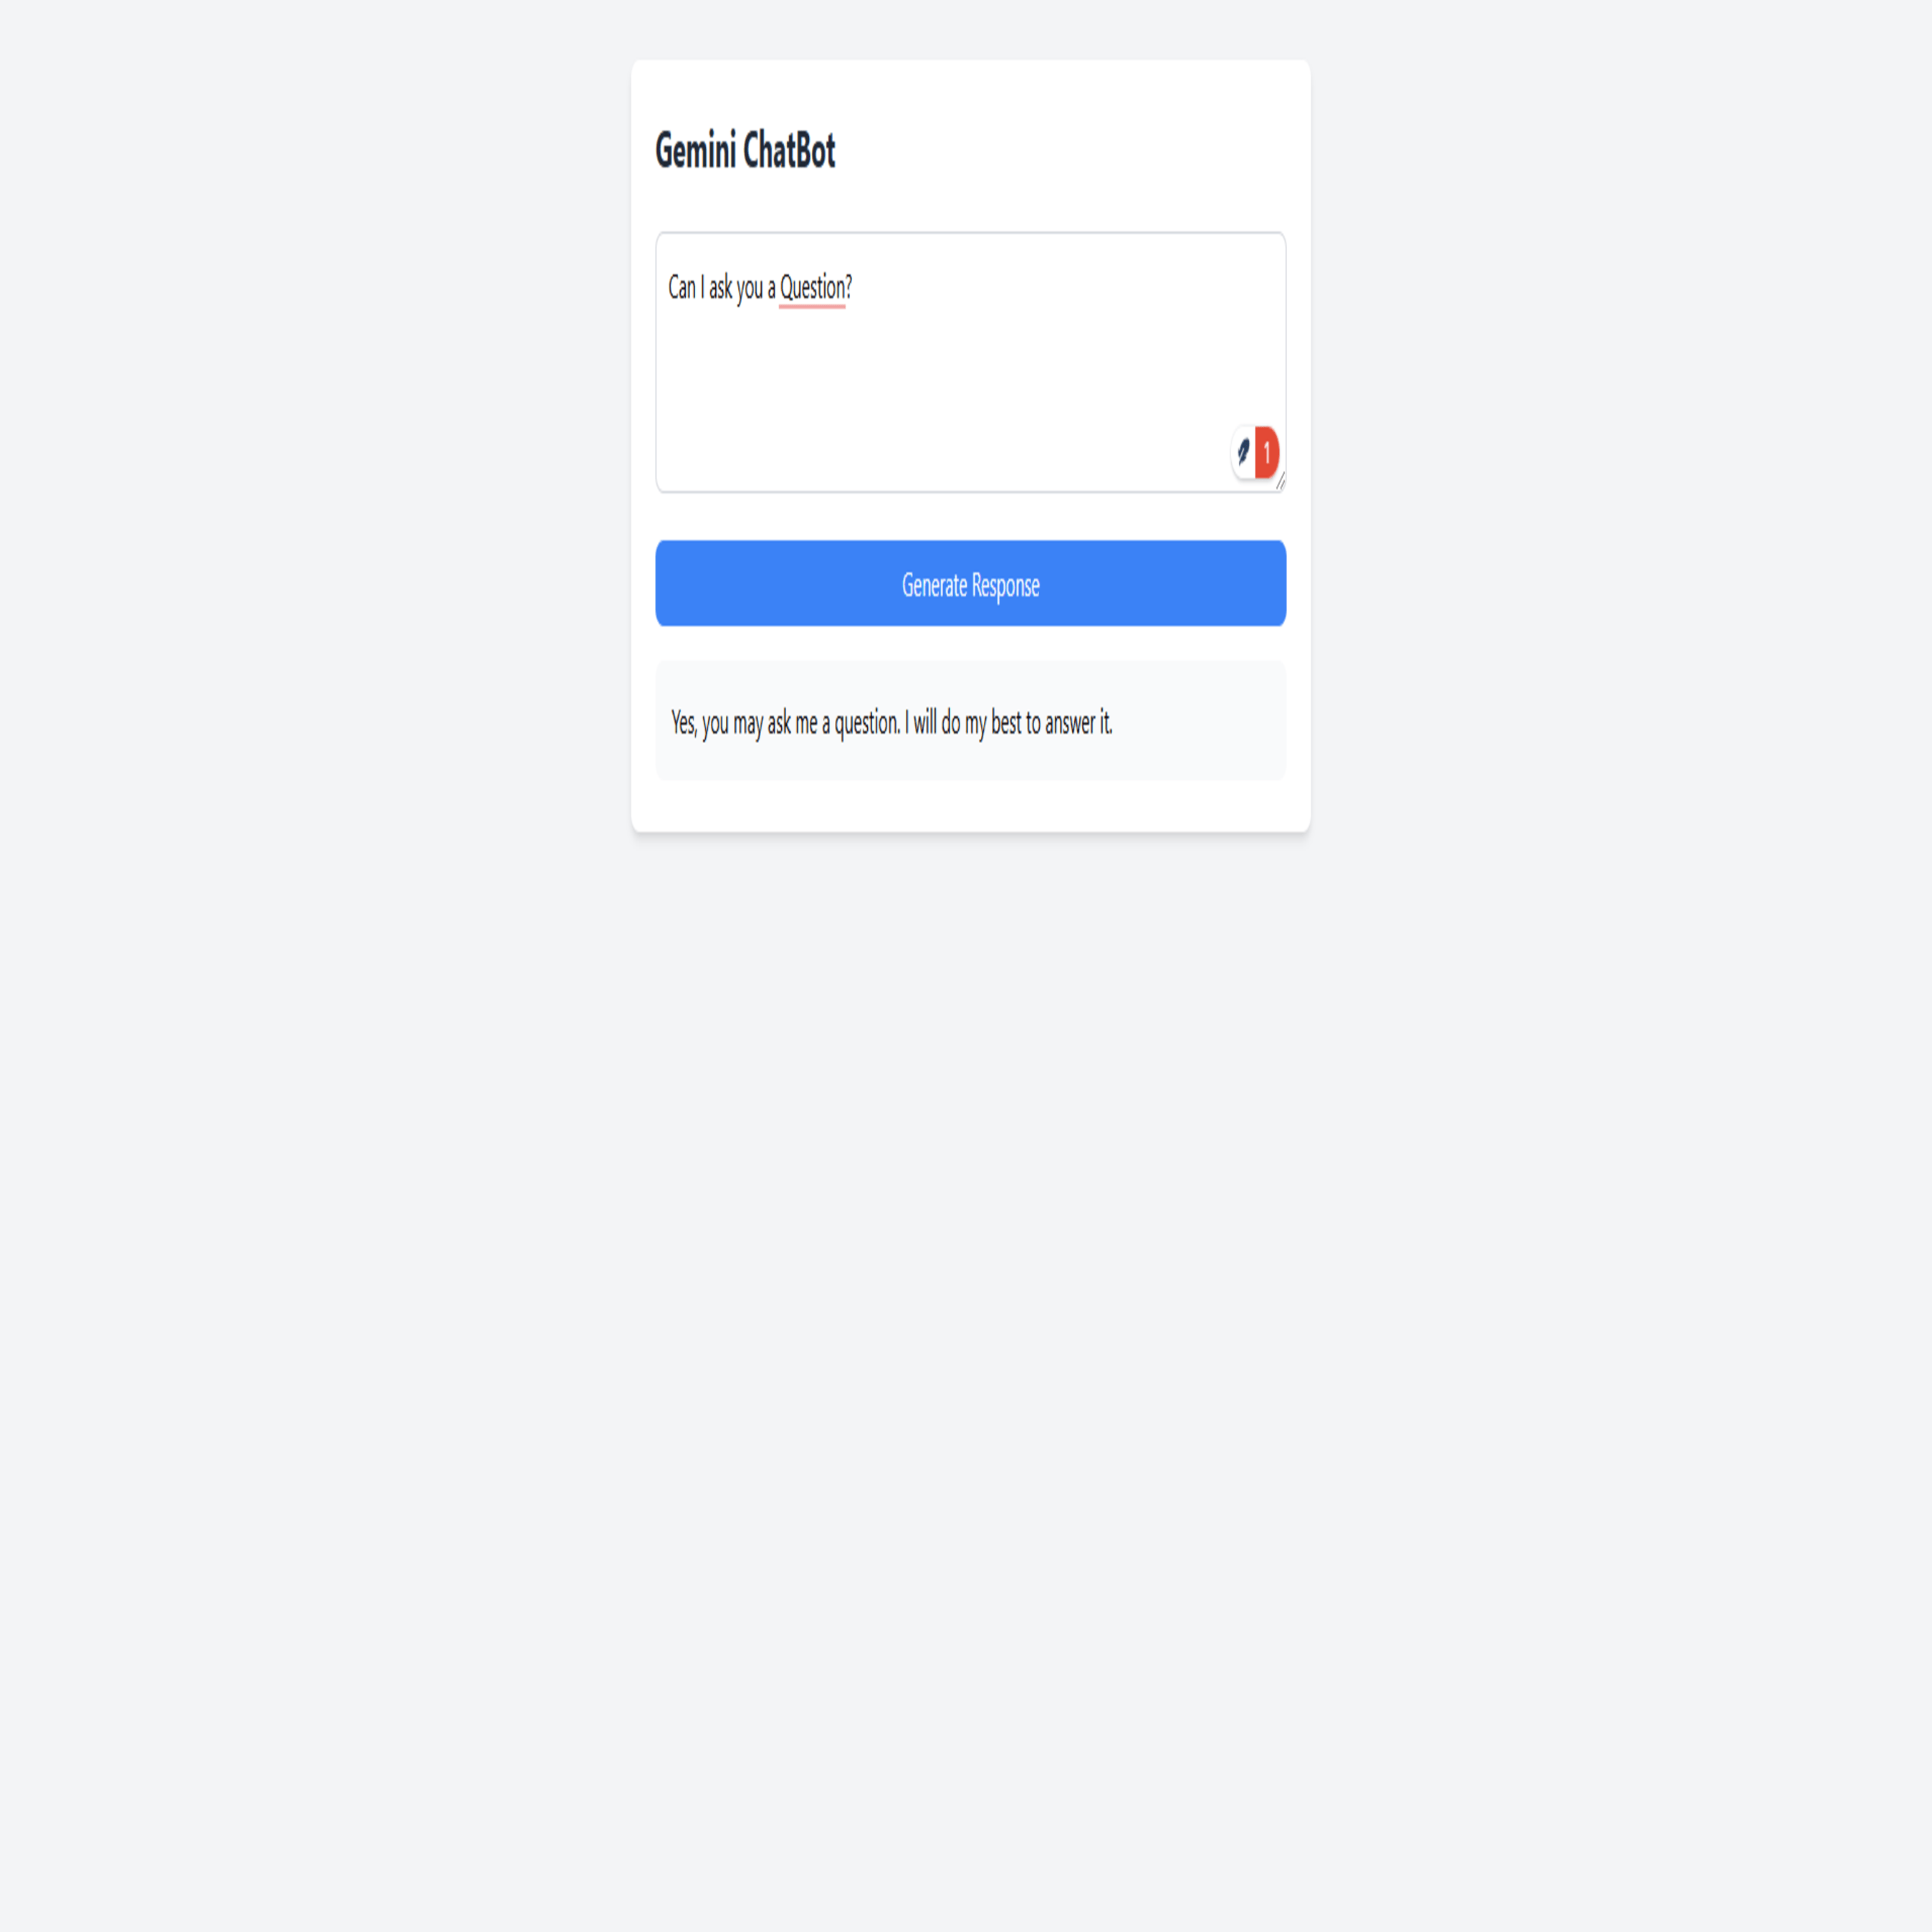 Gemini ChatBot
Can I ask you a Question?
1
Generate Response
Yes, you may ask me a question. I will do my best to answer it.